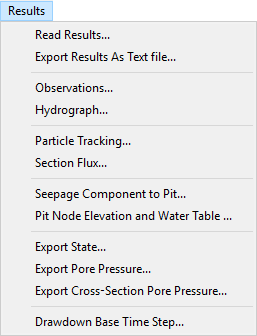 Results
Read Results...
Export Results As Text file...
Observations...
Hydrograph...
Particle Tracking...
Section Flux...
Seepage Component to Pit...
Pit Node Elevation and Water Table ...
Export State...
Export Pore Pressure...
Export Cross-Section Pore Pressure...
Drawdown Base Time Step...